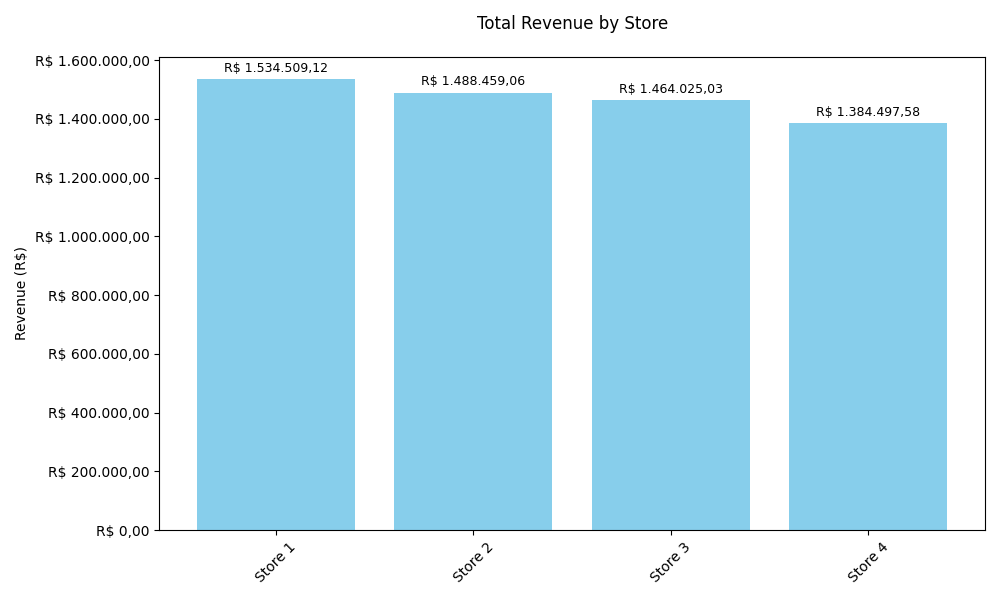 Total Revenue by Store
Revenue (R$)
R$ 1.600.000,00
R$ 1.400.000,00
R$ 1.200.000,00
R$ 1.000.000,00
R$ 800.000,00
R$ 600.000,00
R$ 400.000,00
R$ 200.000,00
R$ 0,00
R$ 1.534.509,12
R$ 1.488.459,06
R$ 1.464.025,03
R$ 1.384.497,58
Store 1
Store 2
Store 3
Store 4